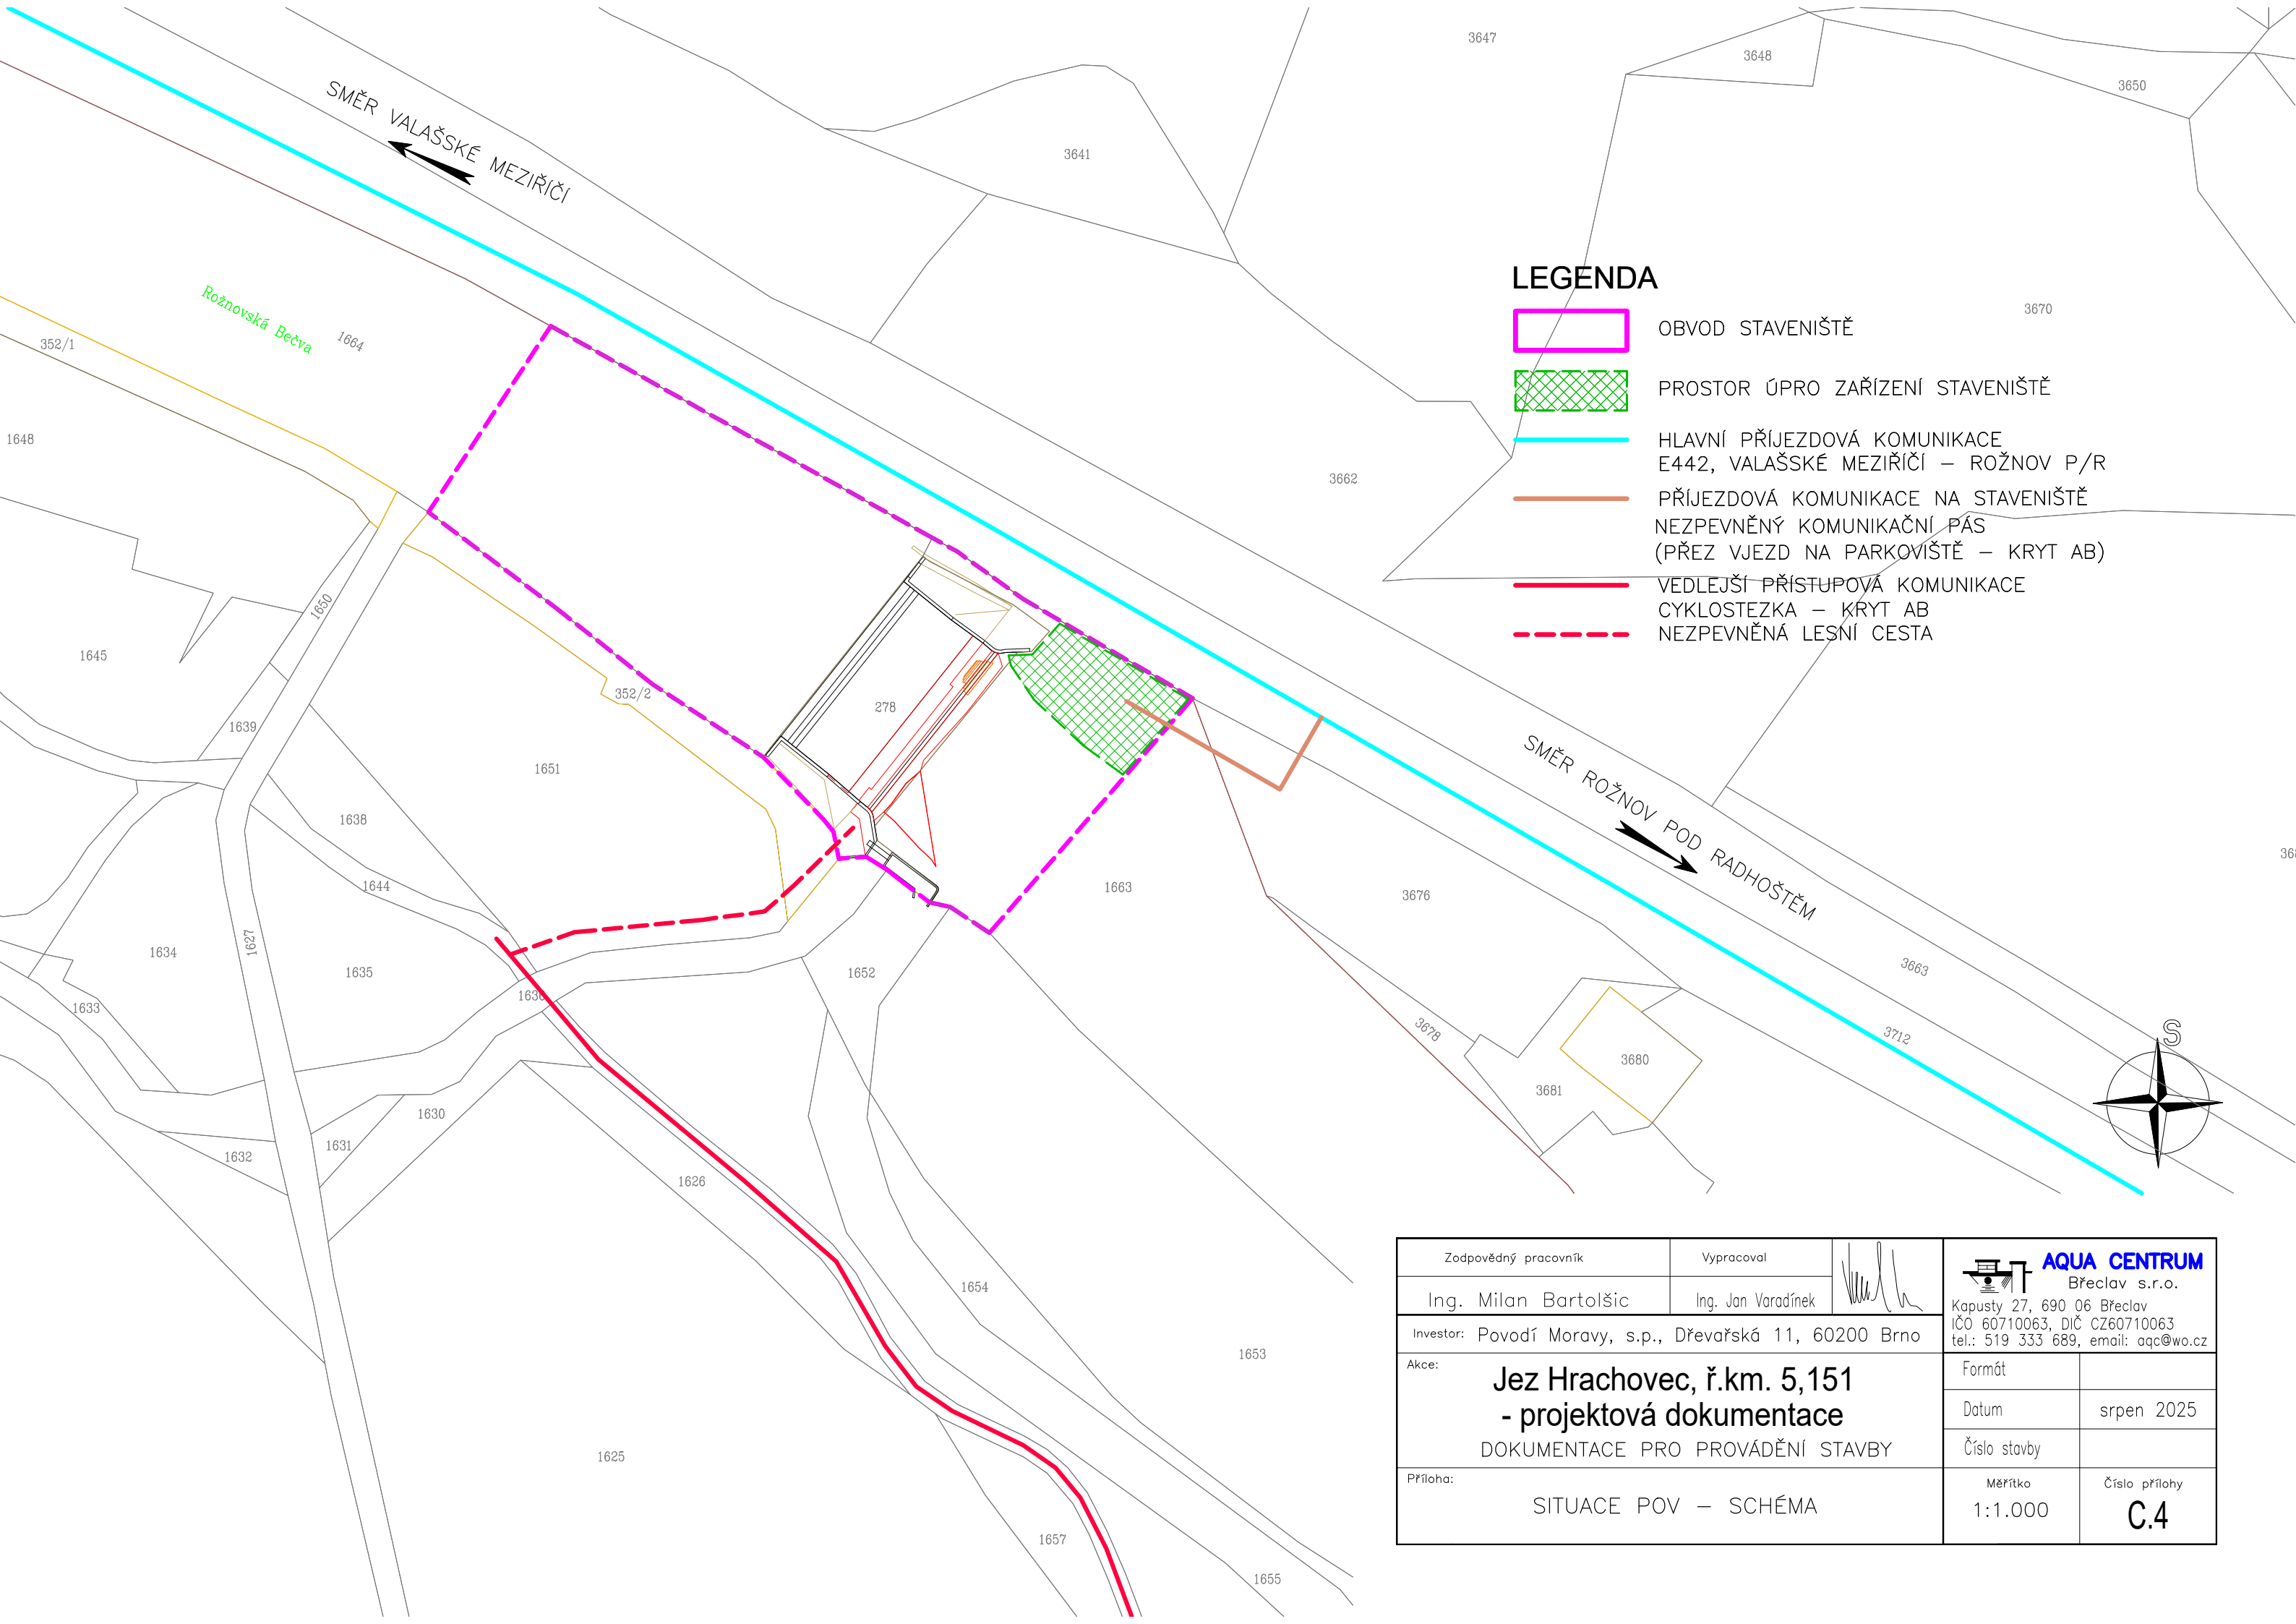 3647
3648
3650
SMĚR VALAŠSKÉ MEZIŘÍČÍ
3641
LEGENDA
Rožnovská Bečva
1664
352/1
3670
OBVOD STAVENIŠTĚ
PROSTOR ÚPRO ZAŘÍZENÍ STAVENIŠTĚ
1648
HLAVNÍ PŘÍJEZDOVÁ KOMUNIKACE
E442, VALAŠSKÉ MEZIŘÍČÍ – ROŽNOV P/R
3662
PŘÍJEZDOVÁ KOMUNIKACE NA STAVENIŠTĚ
NEZPEVNĚNÝ KOMUNIKAČNÍ PÁS
(PŘEZ VJEZD NA PARKOVIŠTĚ – KRYT AB)
VEDLEJŠÍ PŘÍSTUPOVÁ KOMUNIKACE
CYKLOSTEZKA – KRYT AB
NEZPEVNĚNÁ LESNÍ CESTA
1650
1645
352/2
278
1639
1651
SMĚR ROŽNOV POD RADHOŠTĚM
1638
1644
1663
3676
368
1627
1634
1635
1652
3663
1636
1633
3678
3712
S
3680
3681
1630
1631
1632
1626
1654
1653
1625
1657
1655
Zodpovědný pracovník
Vypracoval
Ing. Milan Bartolšic
Ing. Jan Varadínek
AQUA CENTRUM
Břeclav s.r.o.
Kapusty 27, 690 06 Břeclav
IČO 60710063, DIČ CZ60710063
tel.: 519 333 689, email: aqc@wo.cz
Investor: Povodí Moravy, s.p., Dřevařská 11, 60200 Brno
Akce:
Jez Hrachovec, ř.km. 5,151
- projektová dokumentace
DOKUMENTACE PRO PROVÁDĚNÍ STAVBY
Formát
Datum
srpen 2025
Číslo stavby
Příloha:
SITUACE POV – SCHÉMA
Měřítko
1:1.000
Číslo přílohy
C.4